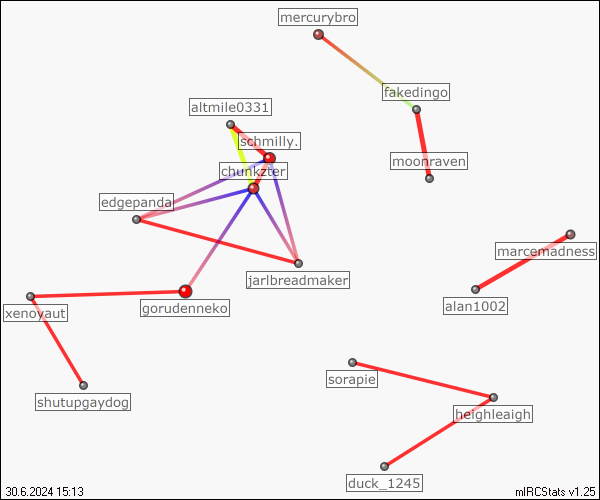 mercurybro
fakedingo
altmile0331
schmilly.
moonraven
chunkzter
edgepanda
marcemadness
jarlbreadmaker
gorudenneko
alan1002
xenoyaut
sorapie
shutupgaydog
heighleaigh
duck_1245
30.6.2024 15:13
mIRCStats v1.25